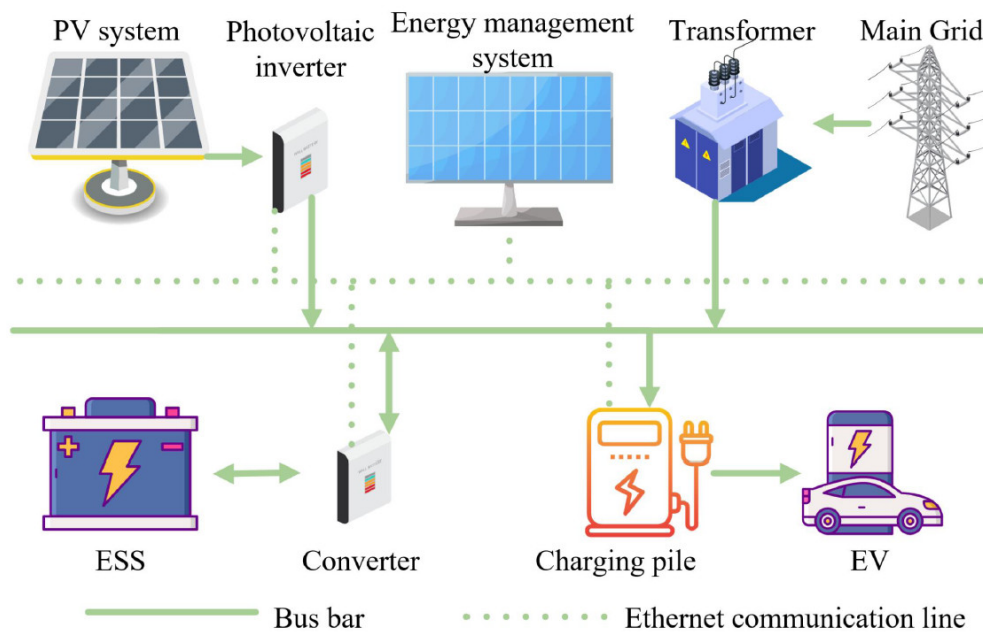 PV system
Photovoltaic
inverter
Energy management
system
Transformer
Main Grid
ESS
Converter
Charging pile
EV
Bus bar
Ethernet communication line